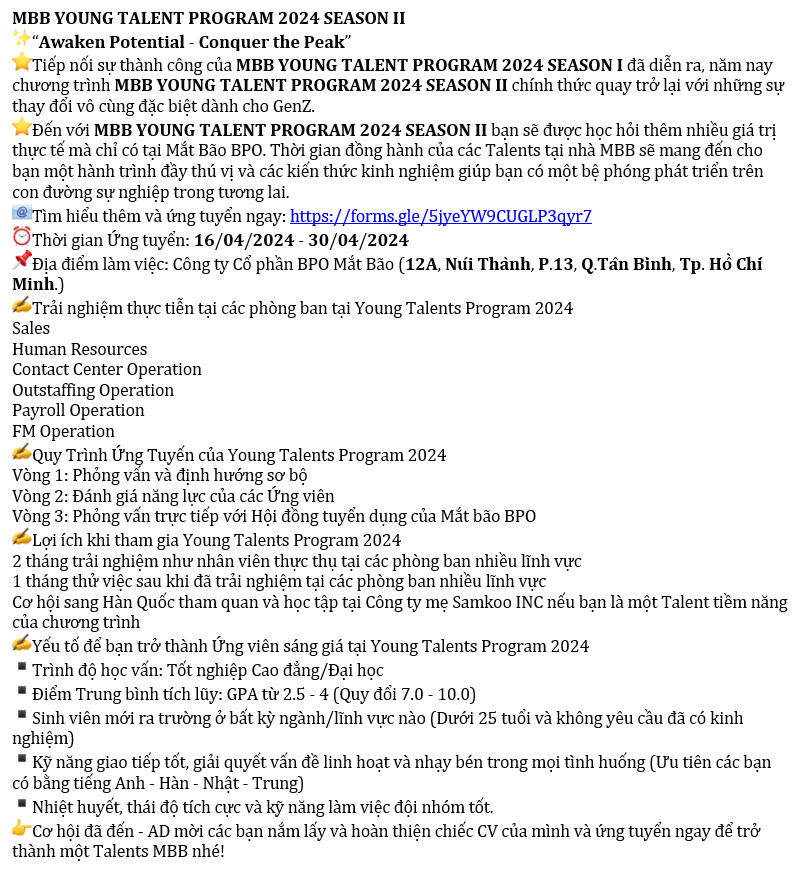 MBB YOUNG TALENT PROGRAM 2024 SEASON II
✨“Awaken Potential - Conquer the Peak”
⭐Tiếp nối sự thành công của MBB YOUNG TALENT PROGRAM 2024 SEASON I đã diễn ra, năm nay
chương trình MBB YOUNG TALENT PROGRAM 2024 SEASON II chính thức quay trở lại với những sự
thay đổi vô cùng đặc biệt dành cho GenZ.
⭐Đến với MBB YOUNG TALENT PROGRAM 2024 SEASON II bạn sẽ được học hỏi thêm nhiều giá trị
thực tế mà chỉ có tại Mắt Bão BPO. Thời gian đồng hành của các Talents tại nhà MBB sẽ mang đến cho
bạn một hành trình đầy thú vị và các kiến thức kinh nghiệm giúp bạn có một bệ phóng phát triển trên
con đường sự nghiệp trong tương lai.
📧Tìm hiểu thêm và ứng tuyển ngay: https://forms.gle/5jyeYW9CUGLP3qyr7
⏰Thời gian Ứng tuyển: 16/04/2024 - 30/04/2024
📌Địa điểm làm việc: Công ty Cổ phần BPO Mắt Bão (12A, Núi Thành, P.13, Q.Tân Bình, Tp. Hồ Chí
Minh.)
✍Trải nghiệm thực tiễn tại các phòng ban tại Young Talents Program 2024
Sales
Human Resources
Contact Center Operation
Outstaffing Operation
Payroll Operation
FM Operation
✍Quy Trình Ứng Tuyến của Young Talents Program 2024
Vòng 1: Phỏng vấn và định hướng sơ bộ
Vòng 2: Đánh giá năng lực của các Ứng viên
Vòng 3: Phỏng vấn trực tiếp với Hội đồng tuyển dụng của Mắt bão BPO
✍Lợi ích khi tham gia Young Talents Program 2024
2 tháng trải nghiệm như nhân viên thực thụ tại các phòng ban nhiều lĩnh vực
1 tháng thử việc sau khi đã trải nghiệm tại các phòng ban nhiều lĩnh vực
Cơ hội sang Hàn Quốc tham quan và học tập tại Công ty mẹ Samkoo INC nếu bạn là một Talent tiềm năng
của chương trình
✍Yếu tố để bạn trở thành Ứng viên sáng giá tại Young Talents Program 2024
▪Trình độ học vấn: Tốt nghiệp Cao đẳng/Đại học
▪Điểm Trung bình tích lũy: GPA từ 2.5 - 4 (Quy đổi 7.0 - 10.0)
▪Sinh viên mới ra trường ở bất kỳ ngành/lĩnh vực nào (Dưới 25 tuổi và không yêu cầu đã có kinh
nghiệm)
▪Kỹ năng giao tiếp tốt, giải quyết vấn đề linh hoạt và nhạy bén trong mọi tình huống (Ưu tiên các bạn
có bằng tiếng Anh - Hàn - Nhật - Trung)
▪Nhiệt huyết, thái độ tích cực và kỹ năng làm việc đội nhóm tốt.
👉Cơ hội đã đến - AD mời các bạn nắm lấy và hoàn thiện chiếc CV của mình và ứng tuyển ngay để trở
thành một Talents MBB nhé!